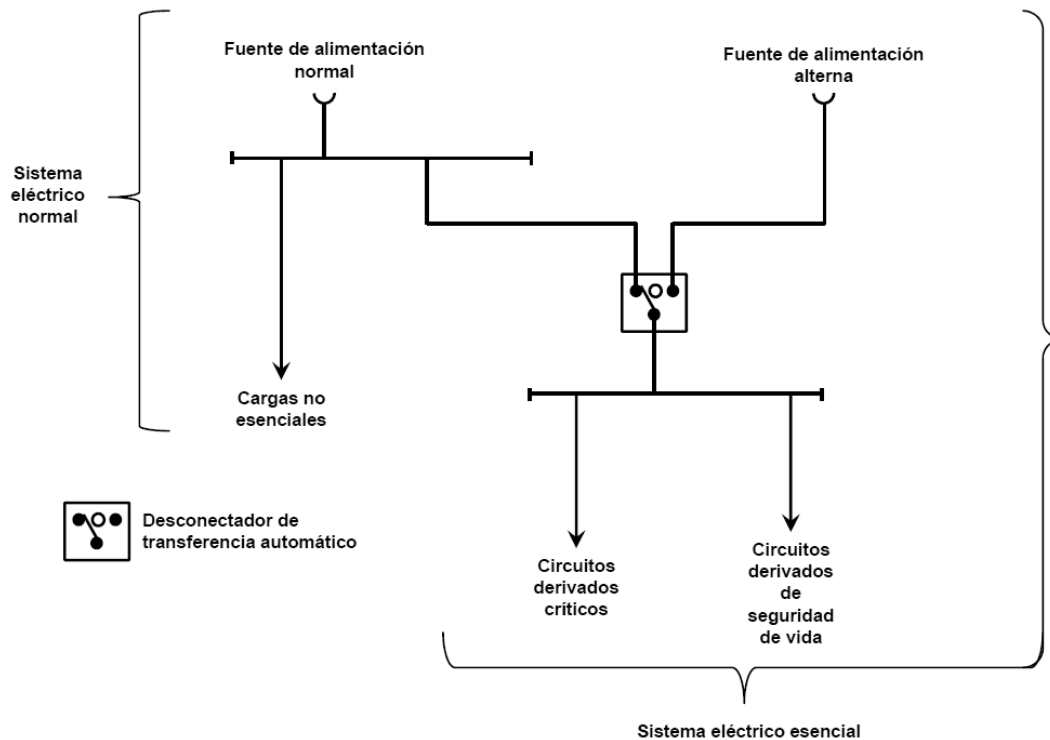 Fuente de alimentación
normal
Fuente de alimentación
alterna
Sistema
eléctrico
normal
Cargas no
esenciales
Desconectador de
transferencia automático
Circuitos
derivados
críticos
Circuitos
derivados
de
seguridad
de vida
Sistema eléctrico esencial